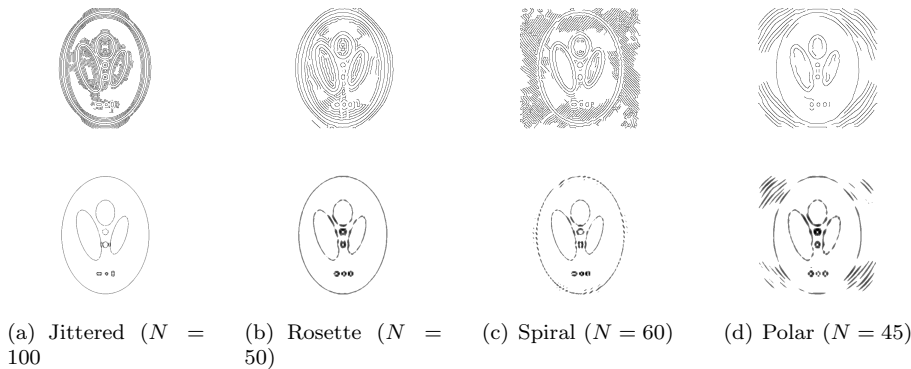 (a) Jittered (N =
100
(b) Rosette (N =
50)
(c) Spiral (N = 60)
(d) Polar (N = 45)